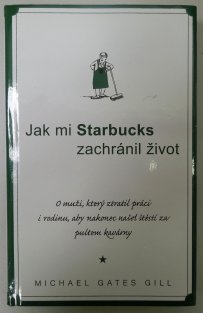 Jak mi Starbucks
zachránil život
O muži, který ztratil práci
i rodinu, aby nakonec našel štěstí za
pultem kavárny
MICHAEL GATES GILL